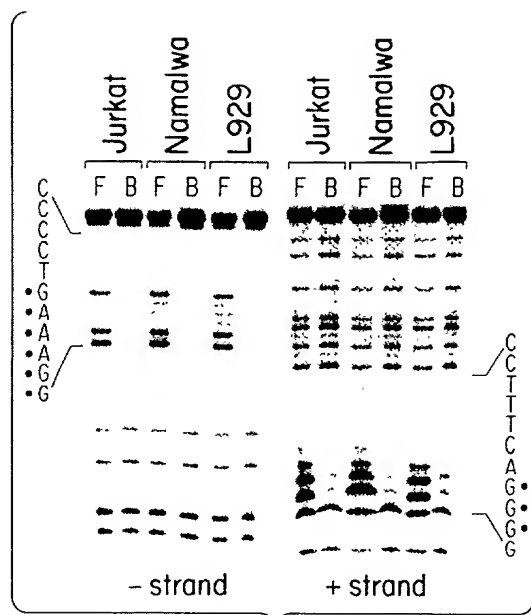 Jurkat Namalwa L929 Jurkat Namalwa L929
F B F B F B F B F B F B
C
C
C
C
T
•G
•A
•A
•A
•G
•G
C
C
T
T
T
C
A
G•
G•
G•
G
– strand + strand